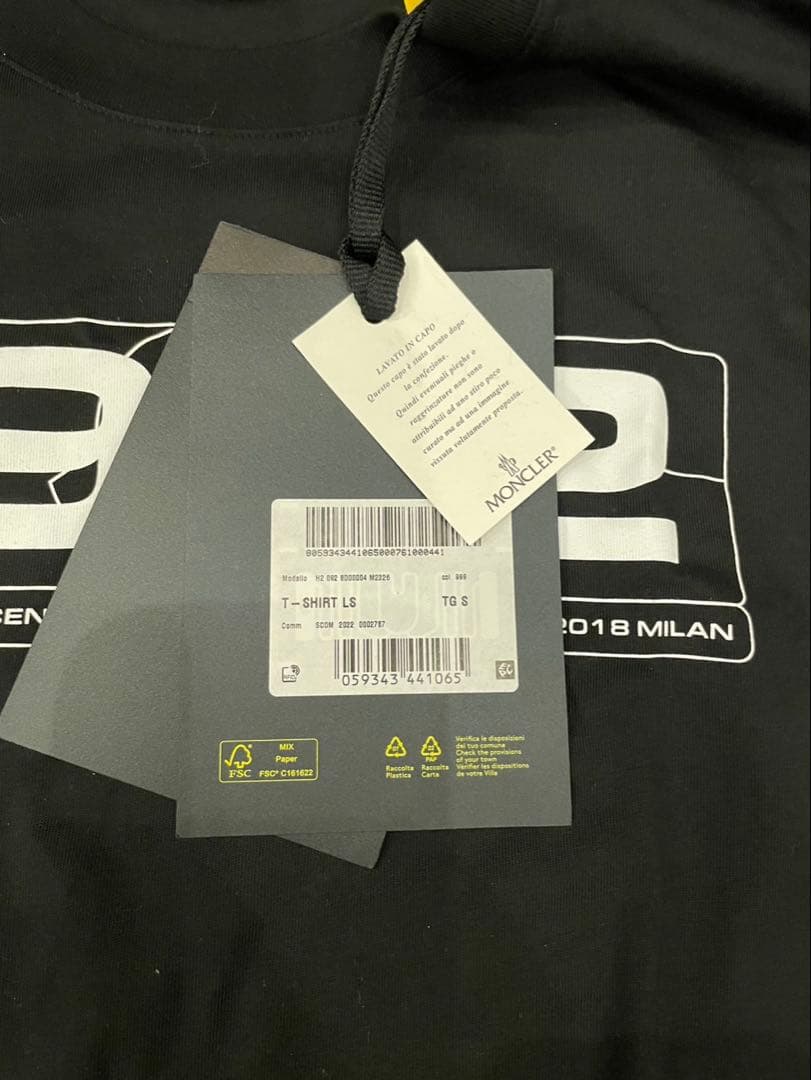 LAVATO IN CAPO
Questo capo è stato lavato dopo
la confezione.
Quindi eventuali pieghe o
raggrinzature non sono
attribuibili ad uno stiro poco
curato ma ad una immagine
vissuta volutamente proposta.
MONCLER®
2
8059343441065000761000441
Modello H2 092 8D00004 M2326 col. 999
T-SHIRT LS TG S
Comm SCOM 2022 0002787
RFID
059343 441065
CEN
2018 MILAN
FSC
MIX
Paper
FSC® C161622
Raccolta
Plastica
PAP
Raccolta
Carta
Verifica le disposizioni
del tuo comune
Check the provisions
of your town
Vérifier les dispositions
de votre Ville